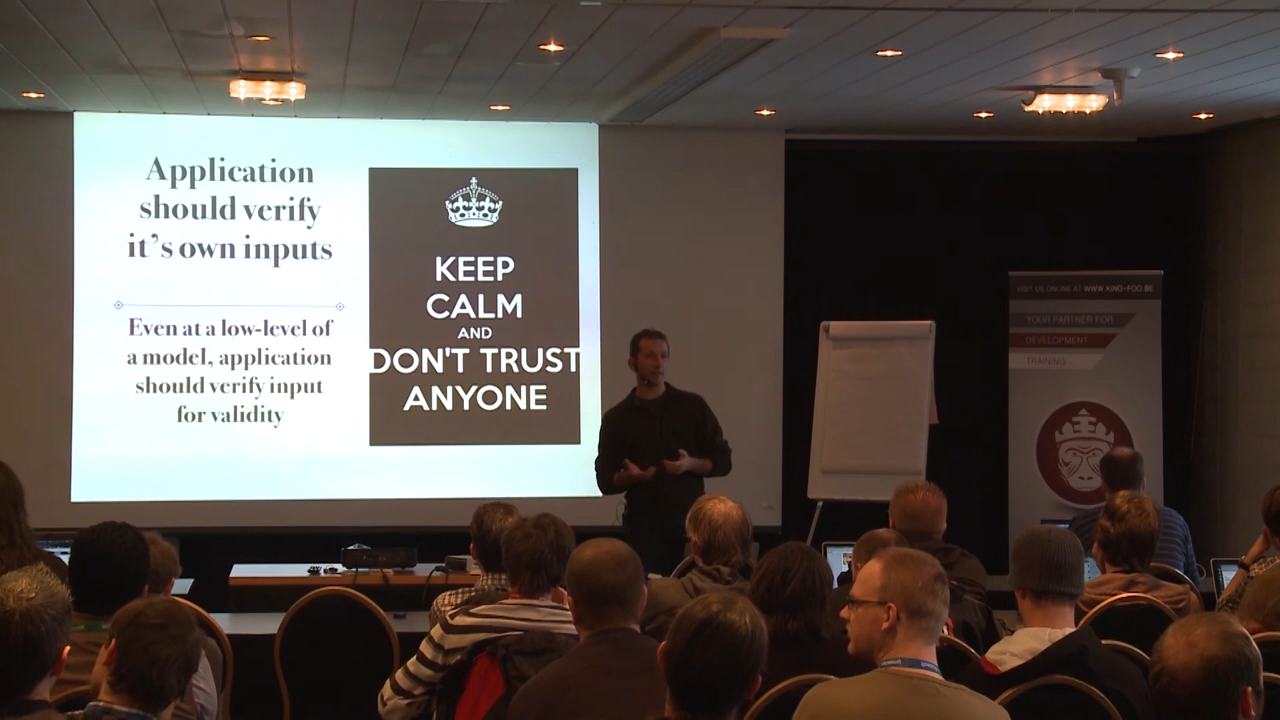 Application
should verify
it's own inputs
Even at a low-level of
a model, application
should verify input
for validity
KEEP
CALM
AND
DON'T TRUST
ANYONE
VISIT US ONLINE AT WWW.KING-FOO.BE
YOUR PARTNER FOR
DEVELOPMENT
TRAINING